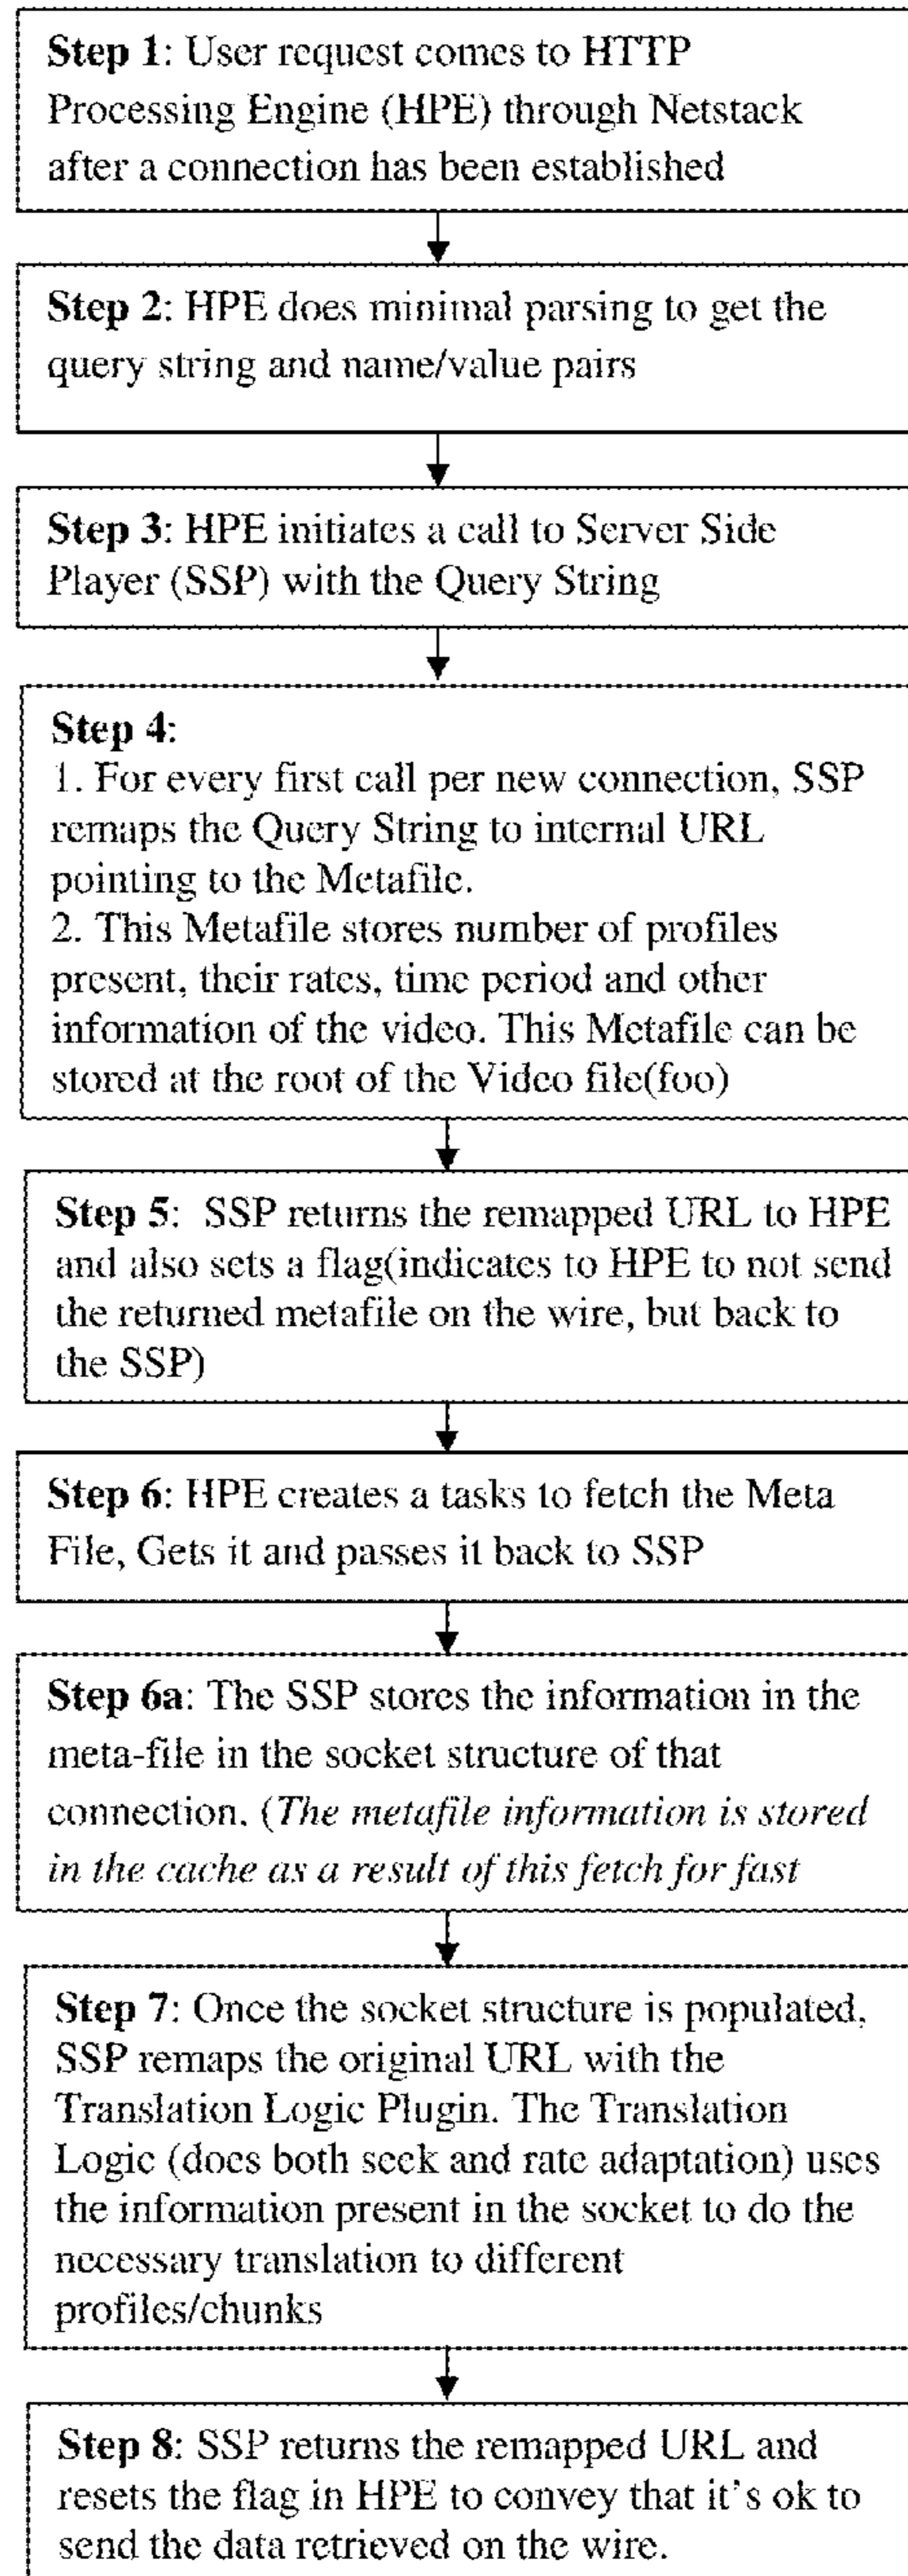 Step 1: User request comes to HTTP
Processing Engine (HPE) through Netstack
after a connection has been established
Step 2: HPE does minimal parsing to get the
query string and name/value pairs
Step 3: HPE initiates a call to Server Side
Player (SSP) with the Query String
Step 4:
1. For every first call per new connection, SSP
remaps the Query String to internal URL
pointing to the Metafile.
2. This Metafile stores number of profiles
present, their rates, time period and other
information of the video. This Metafile can be
stored at the root of the Video file(foo)
Step 5: SSP returns the remapped URL to HPE
and also sets a flag(indicates to HPE to not send
the returned metafile on the wire, but back to
the SSP)
Step 6: HPE creates a tasks to fetch the Meta
File, Gets it and passes it back to SSP
Step 6a: The SSP stores the information in the
meta-file in the socket structure of that
connection. (The metafile information is stored
in the cache as a result of this fetch for fast
Step 7: Once the socket structure is populated,
SSP remaps the original URL with the
Translation Logic Plugin. The Translation
Logic (does both seek and rate adaptation) uses
the information present in the socket to do the
necessary translation to different
profiles/chunks
Step 8: SSP returns the remapped URL and
resets the flag in HPE to convey that it's ok to
send the data retrieved on the wire.